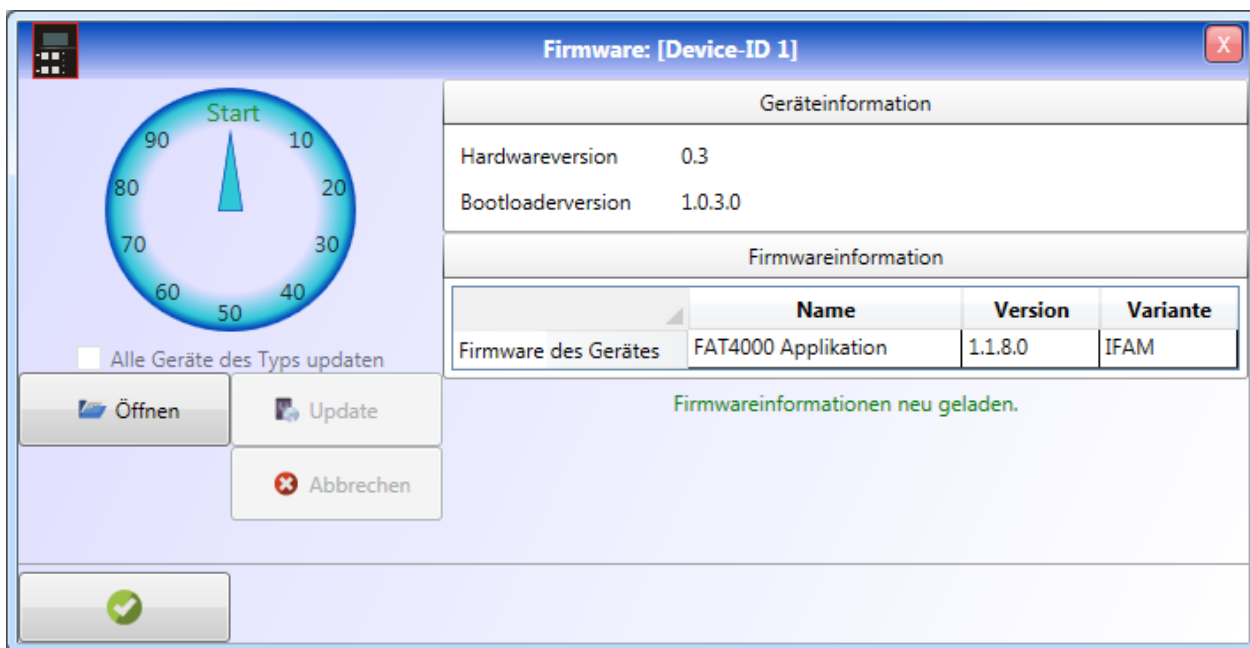 Firmware: [Device-ID 1]
X
Start
10
20
30
40
50
60
70
80
90
Alle Geräte des Typs updaten
Öffnen
Update
Abbrechen
Geräteinformation
Hardwareversion 0.3
Bootloaderversion 1.0.3.0
Firmwareinformation
Name Version Variante
Firmware des Gerätes FAT4000 Applikation 1.1.8.0 IFAM
Firmwareinformationen neu geladen.